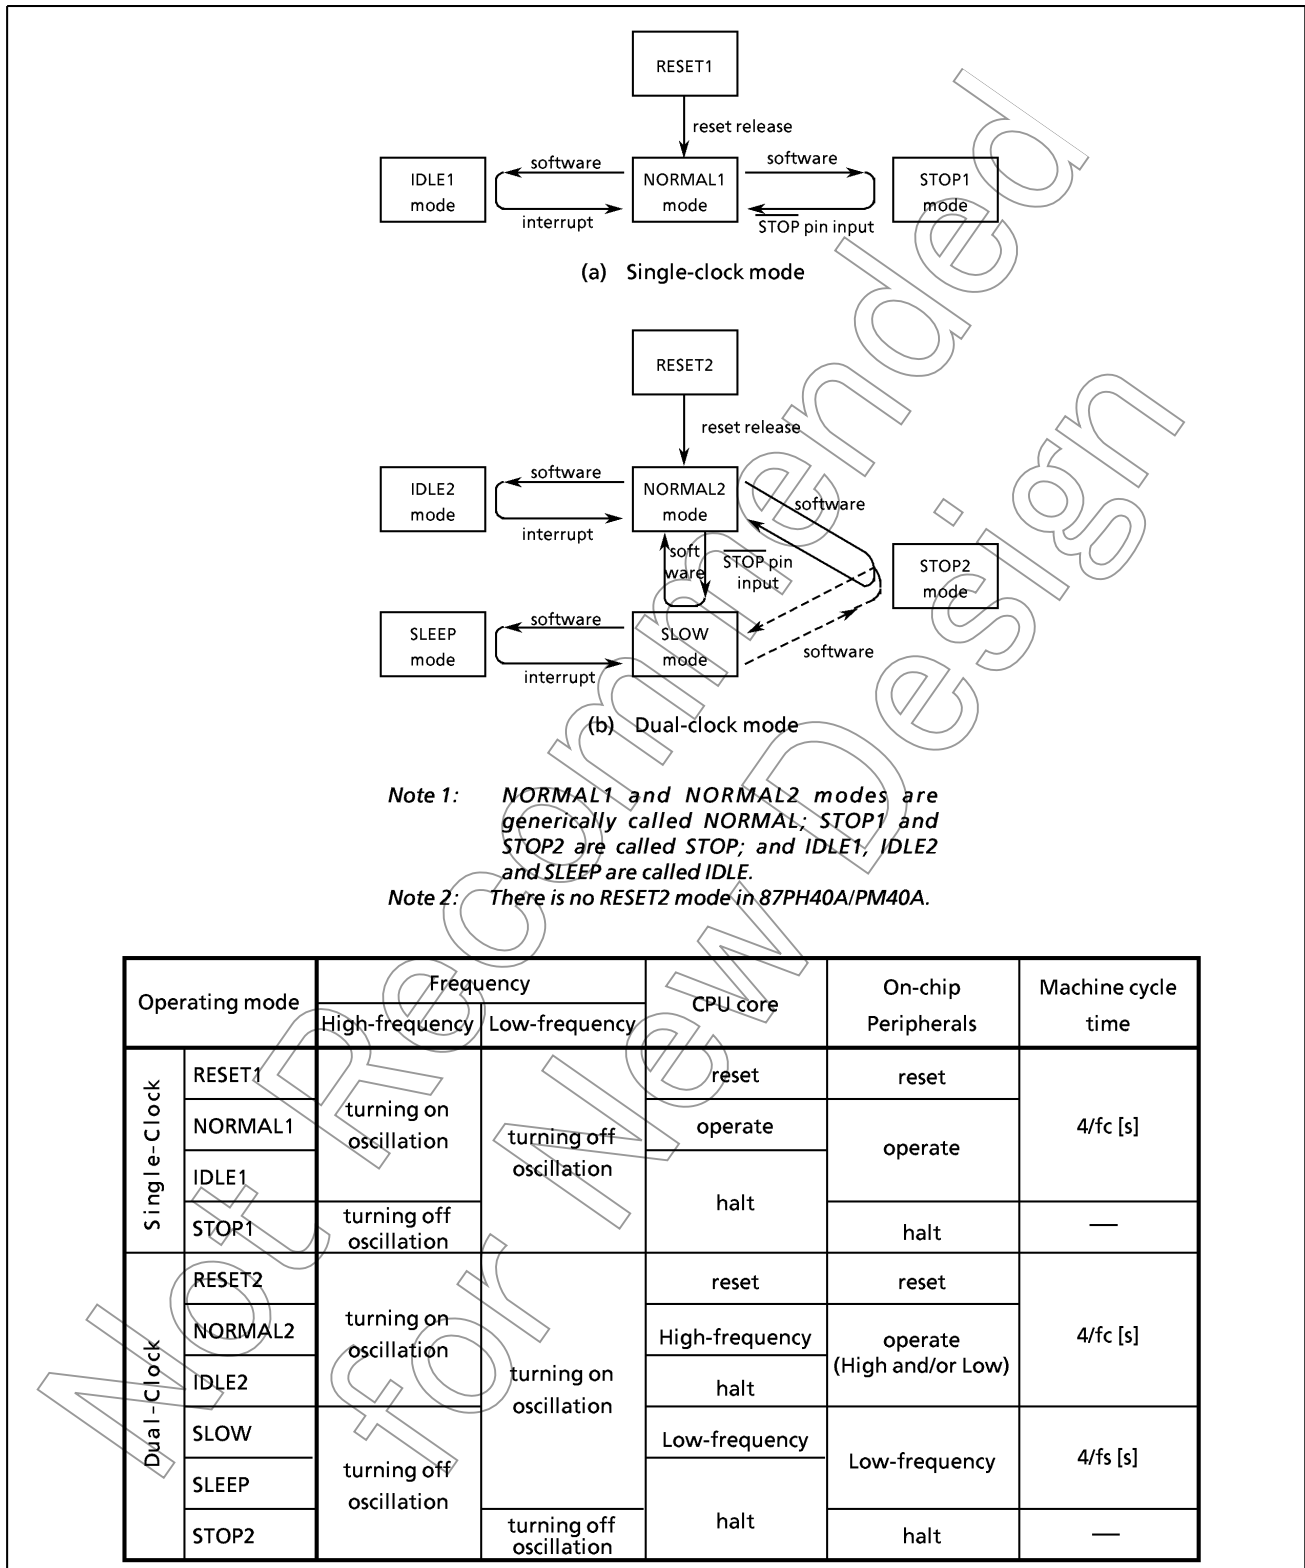 RESET1
reset release
IDLE1
mode
software
interrupt
NORMAL1
mode
software
STOP pin input
STOP1
mode
(a) Single-clock mode
RESET2
reset release
IDLE2
mode
software
interrupt
NORMAL2
mode
software
soft
ware
STOP pin
input
STOP2
mode
SLEEP
mode
software
interrupt
SLOW
mode
software
(b) Dual-clock mode
Note 1: NORMAL1 and NORMAL2 modes are
generically called NORMAL; STOP1 and
STOP2 are called STOP; and IDLE1, IDLE2
and SLEEP are called IDLE.
Note 2: There is no RESET2 mode in 87PH40A/PM40A.
Operating mode
Frequency
High-frequency
Low-frequency
CPU core
On-chip
Peripherals
Machine cycle
time
Single-Clock
RESET1
NORMAL1
IDLE1
STOP1
turning on
oscillation
turning off
oscillation
turning off
oscillation
reset
operate
halt
reset
operate
halt
4/fc [s]
—
Dual-Clock
RESET2
NORMAL2
IDLE2
SLOW
SLEEP
STOP2
turning on
oscillation
turning off
oscillation
turning on
oscillation
turning off
oscillation
reset
High-frequency
halt
Low-frequency
halt
reset
operate
(High and/or Low)
Low-frequency
halt
4/fc [s]
4/fs [s]
—
Not Recommended
for New Design